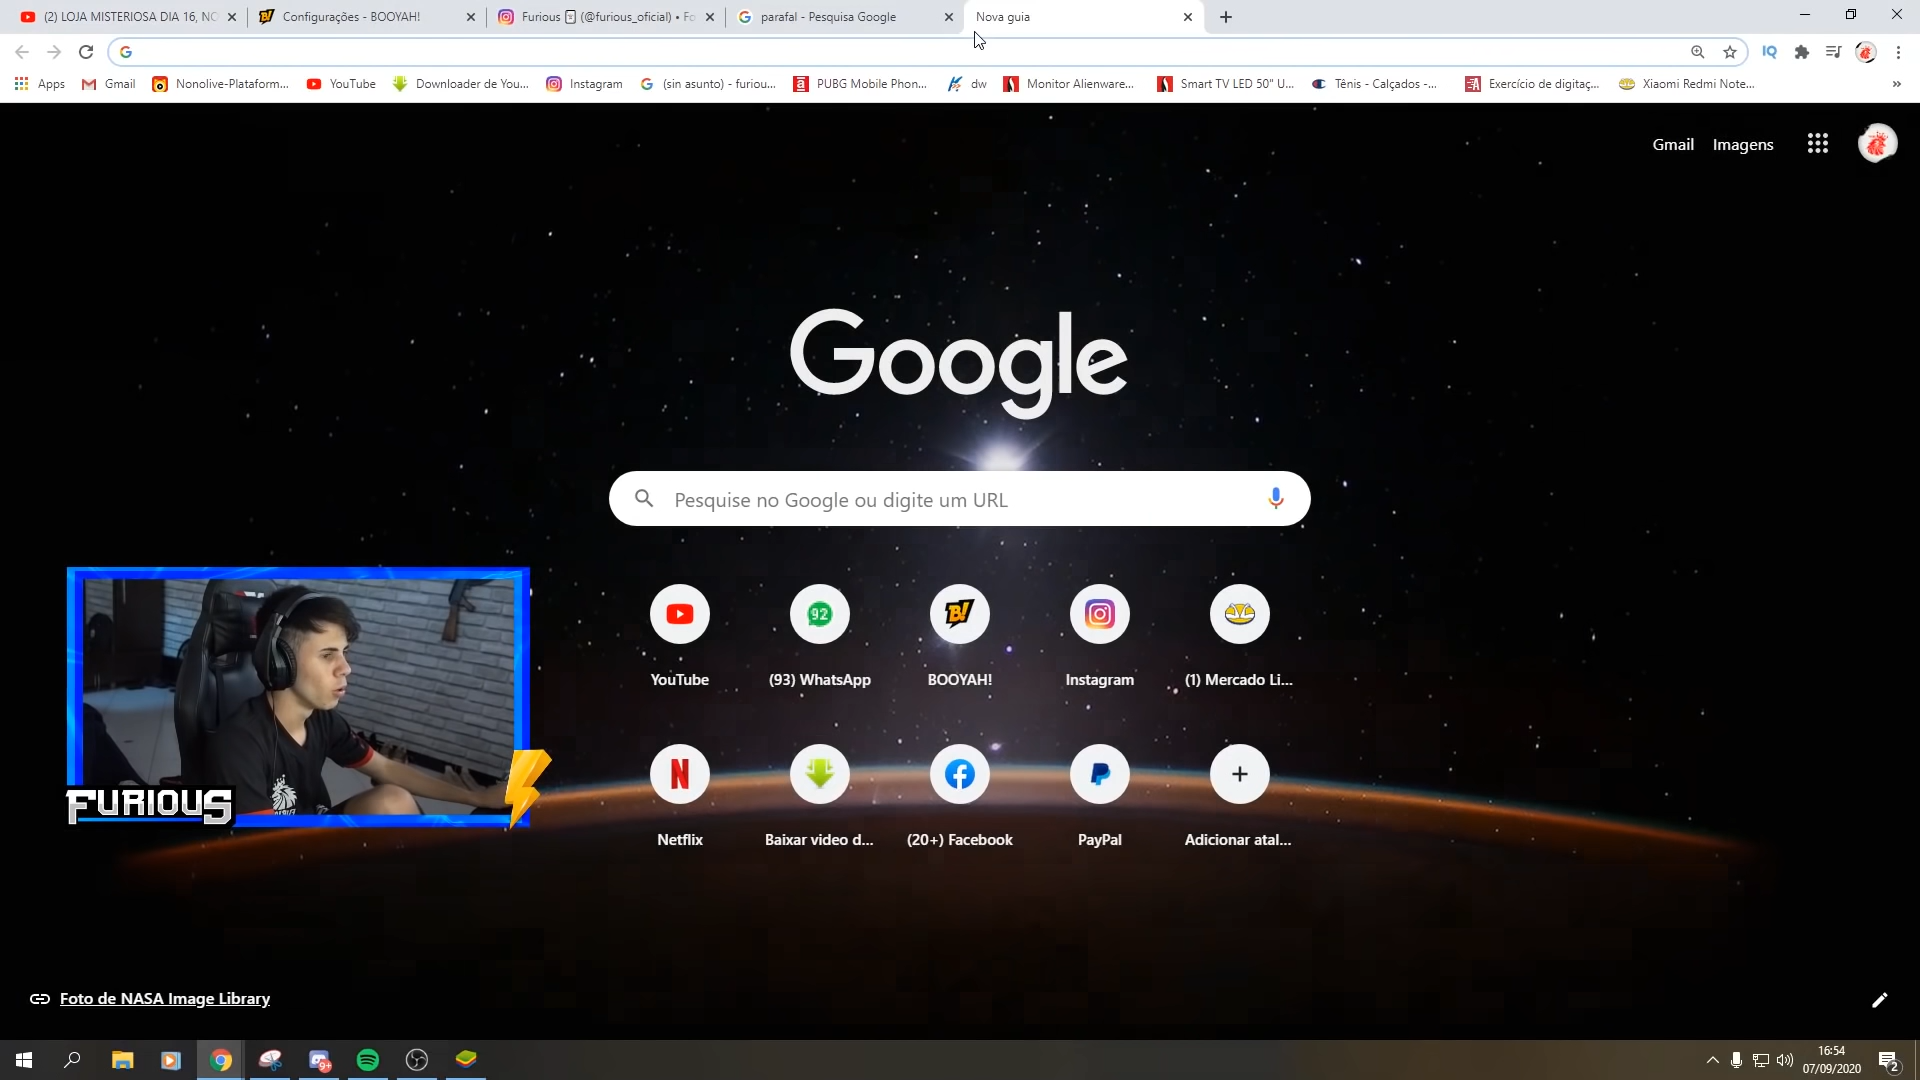 (2) LOJA MISTERIOSA DIA 16, NO
Configurações - BOOYAH!
Furious (@furious_oficial) • Fo
parafal - Pesquisa Google
Nova guia
Apps
Gmail
Nonolive-Plataform...
YouTube
Downloader de You...
Instagram
(sin asunto) - furiou...
PUBG Mobile Phon...
dw
Monitor Alienware...
Smart TV LED 50" U...
Tênis - Calçados -...
Exercício de digitaç...
Xiaomi Redmi Note...
»
Gmail
Imagens
Google
Pesquise no Google ou digite um URL
YouTube
(93) WhatsApp
BOOYAH!
Instagram
(1) Mercado Li...
Netflix
Baixar video d...
(20+) Facebook
PayPal
Adicionar atal...
FURIOUS
Foto de NASA Image Library
16:54
07/09/2020